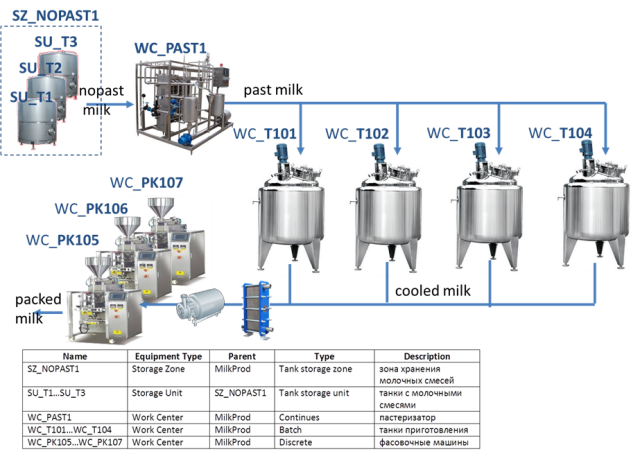 SZ_NOPAST1
SU_T3
SU_T2
SU_T1
nopast
milk
WC_PAST1
past milk
WC_T101
WC_T102
WC_T103
WC_T104
WC_PK107
WC_PK106
WC_PK105
packed
milk
cooled milk
Name Equipment Type Parent Type Description
SZ_NOPAST1 Storage Zone MilkProd Tank storage zone зона хранения
молочных смесей
SU_T1...SU_T3 Storage Unit SZ_NOPAST1 Tank storage unit танки с молочными
смесями
WC_PAST1 Work Center MilkProd Continues пастеризатор
WC_T101...WC_T104 Work Center MilkProd Batch танки приготовления
WC_PK105...WC_PK107 Work Center MilkProd Discrete фасовочные машины